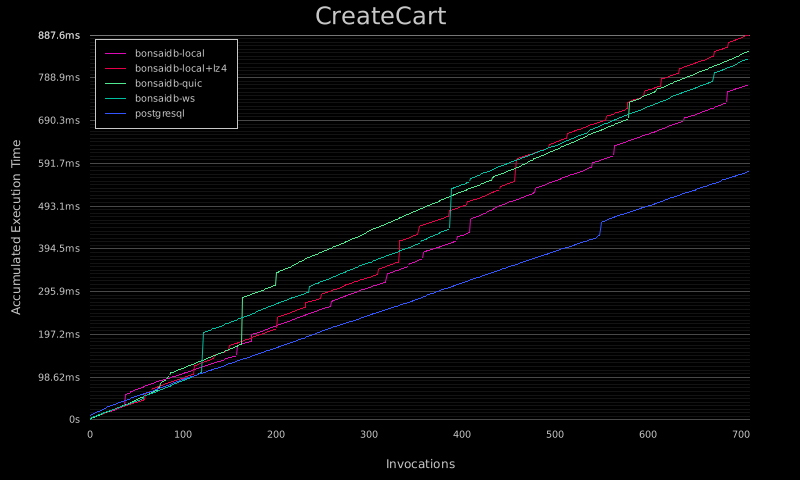 CreateCart
887.6ms
788.9ms
690.3ms
591.7ms
493.1ms
394.5ms
295.9ms
197.2ms
98.62ms
0s
bonsaidb-local
bonsaidb-local+lz4
bonsaidb-quic
bonsaidb-ws
postgresql
Accumulated Execution Time
0 100 200 300 400 500 600 700
Invocations